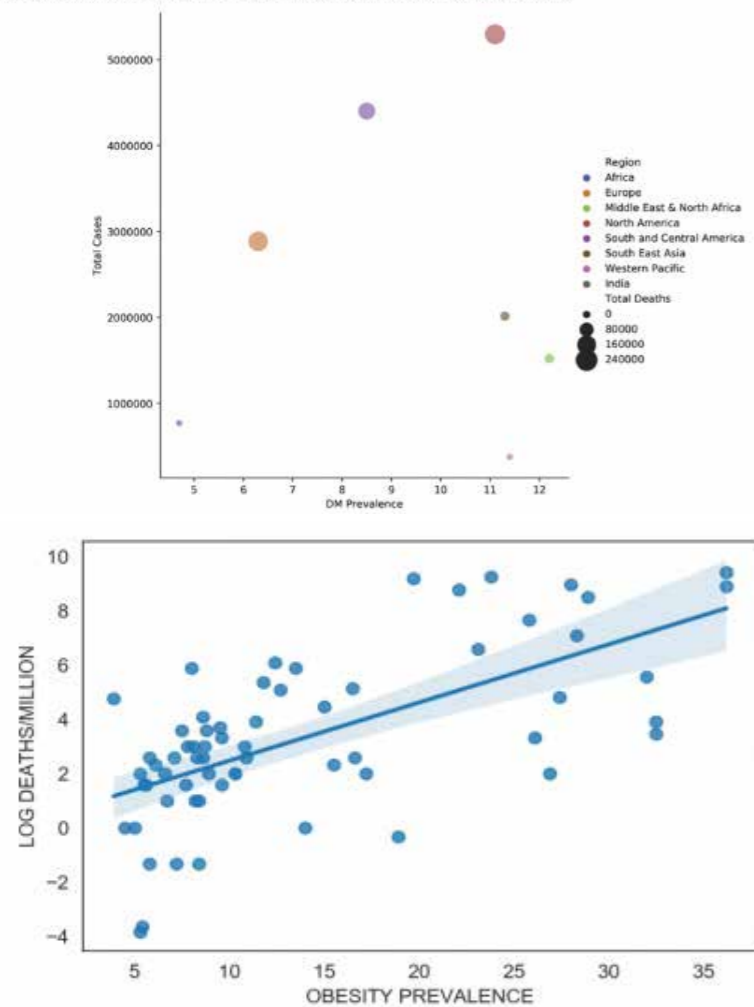 5000000
4000000
3000000
2000000
1000000
Total Cases
5
6
7
8
9
10
11
12
DM Prevalence
Region
Africa
Europe
Middle East & North Africa
North America
South and Central America
South East Asia
Western Pacific
India
Total Deaths
0
80000
160000
240000
10
8
6
4
2
0
−2
−4
LOG DEATHS/MILLION
5
10
15
20
25
30
35
OBESITY PREVALENCE